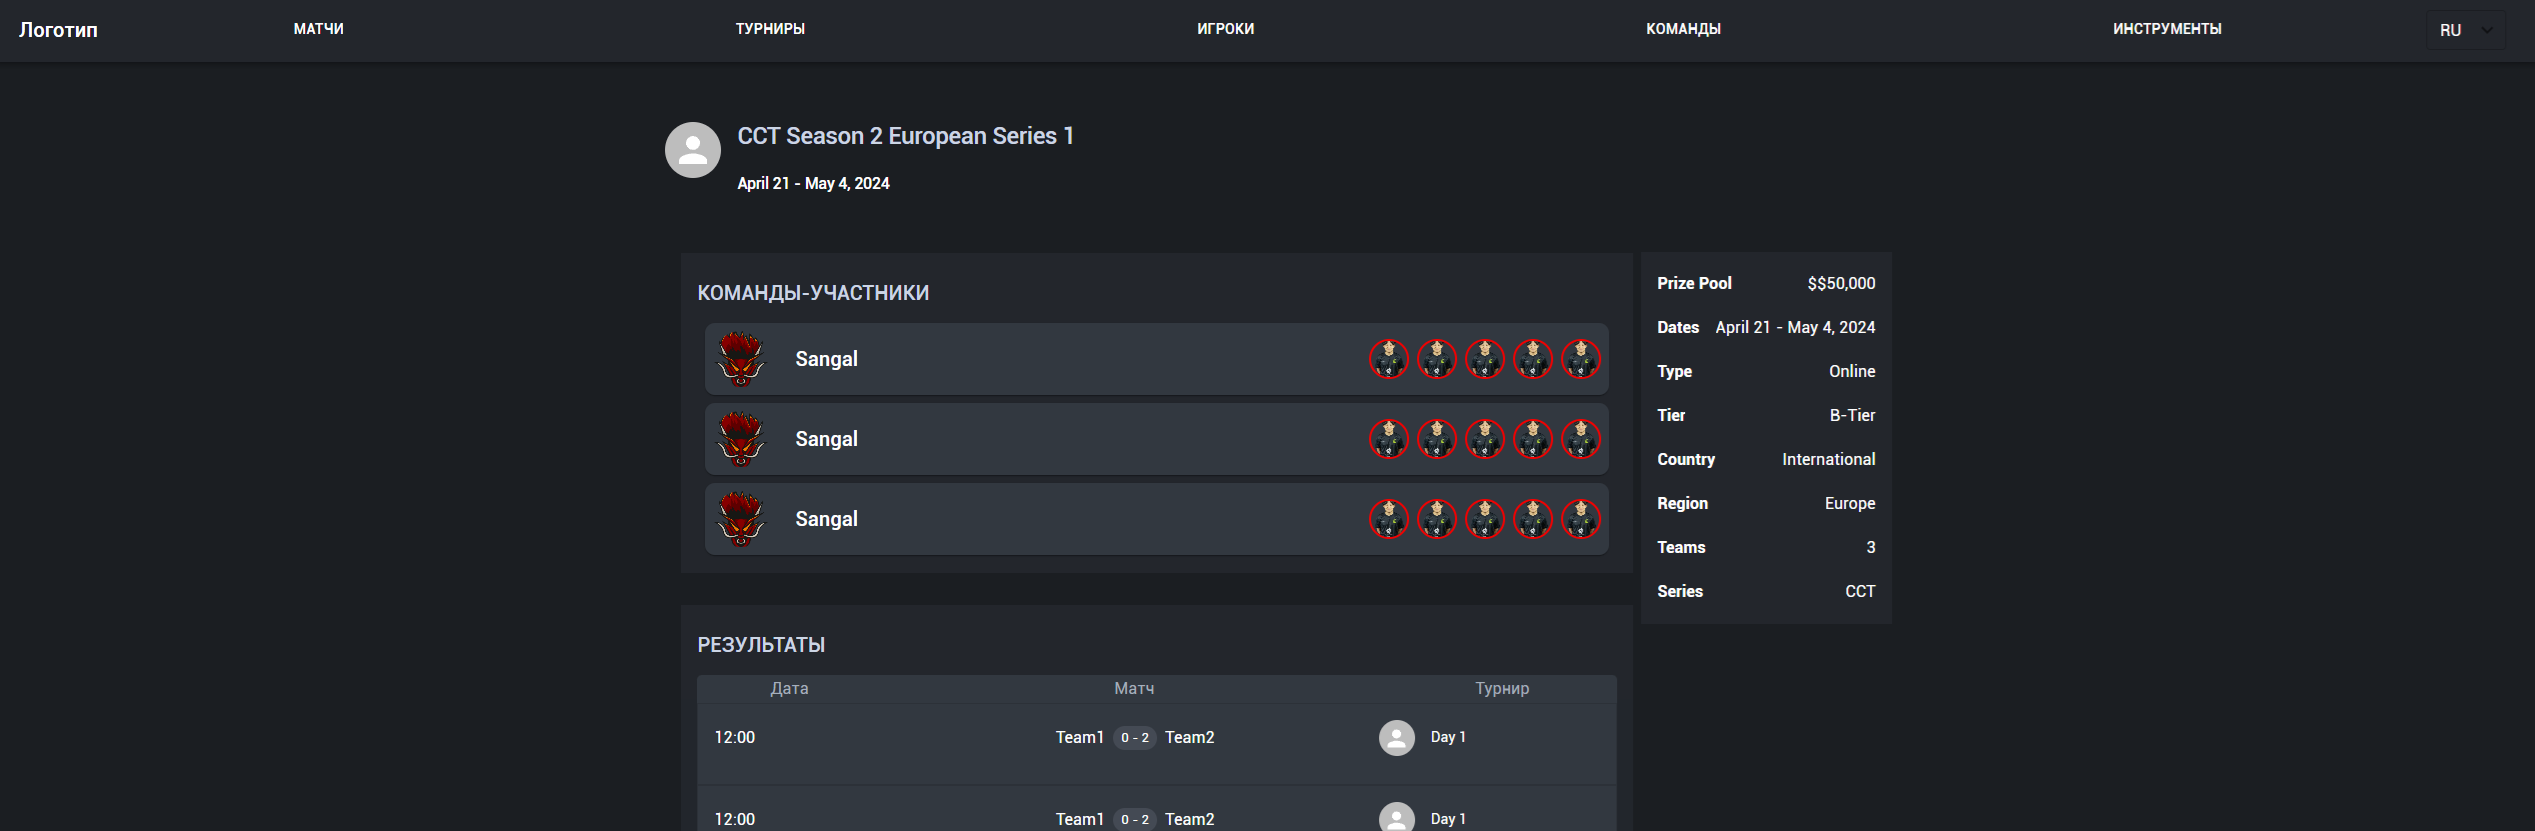 Логотип МАТЧИ ТУРНИРЫ ИГРОКИ КОМАНДЫ ИНСТРУМЕНТЫ RU
CCT Season 2 European Series 1
April 21 - May 4, 2024
КОМАНДЫ-УЧАСТНИКИ
Sangal
Sangal
Sangal
Prize Pool $$50,000
Dates April 21 - May 4, 2024
Type Online
Tier B-Tier
Country International
Region Europe
Teams 3
Series CCT
РЕЗУЛЬТАТЫ
Дата Матч Турнир
12:00 Team1 0 - 2 Team2 Day 1
12:00 Team1 0 - 2 Team2 Day 1